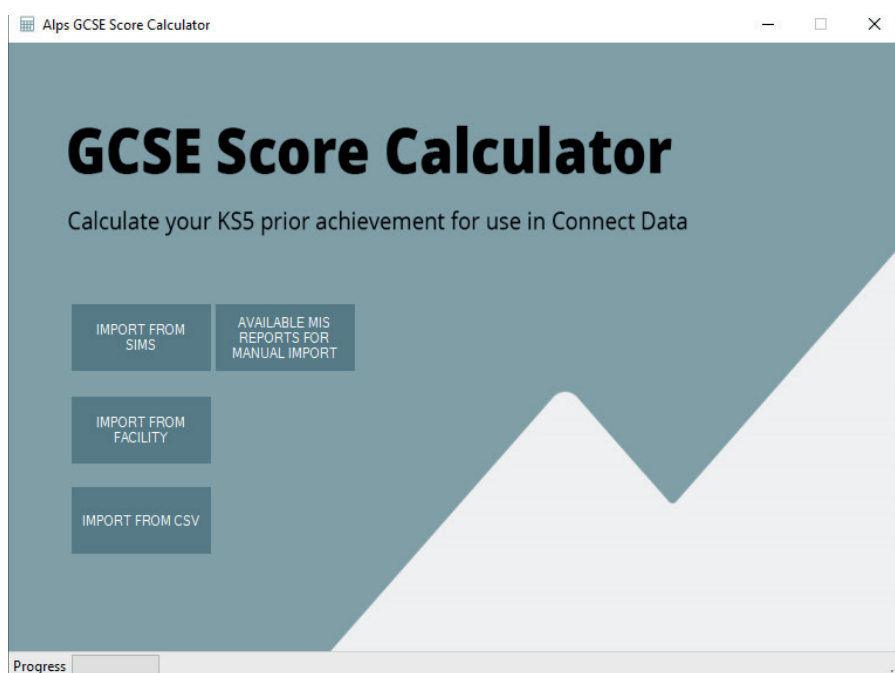 Alps GCSE Score Calculator
GCSE Score Calculator
Calculate your KS5 prior achievement for use in Connect Data
IMPORT FROM
SIMS
AVAILABLE MIS
REPORTS FOR
MANUAL IMPORT
IMPORT FROM
FACILITY
IMPORT FROM CSV
Progress